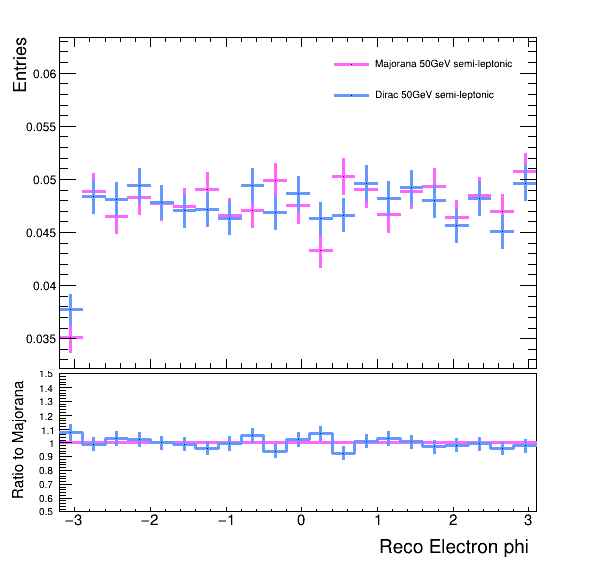 Entries
Majorana 50GeV semi-leptonic
Dirac 50GeV semi-leptonic
0.06
0.055
0.05
0.045
0.04
0.035
Ratio to Majorana
1.5
1.4
1.3
1.2
1.1
1
0.9
0.8
0.7
0.6
0.5
−3 −2 −1 0 1 2 3
Reco Electron phi